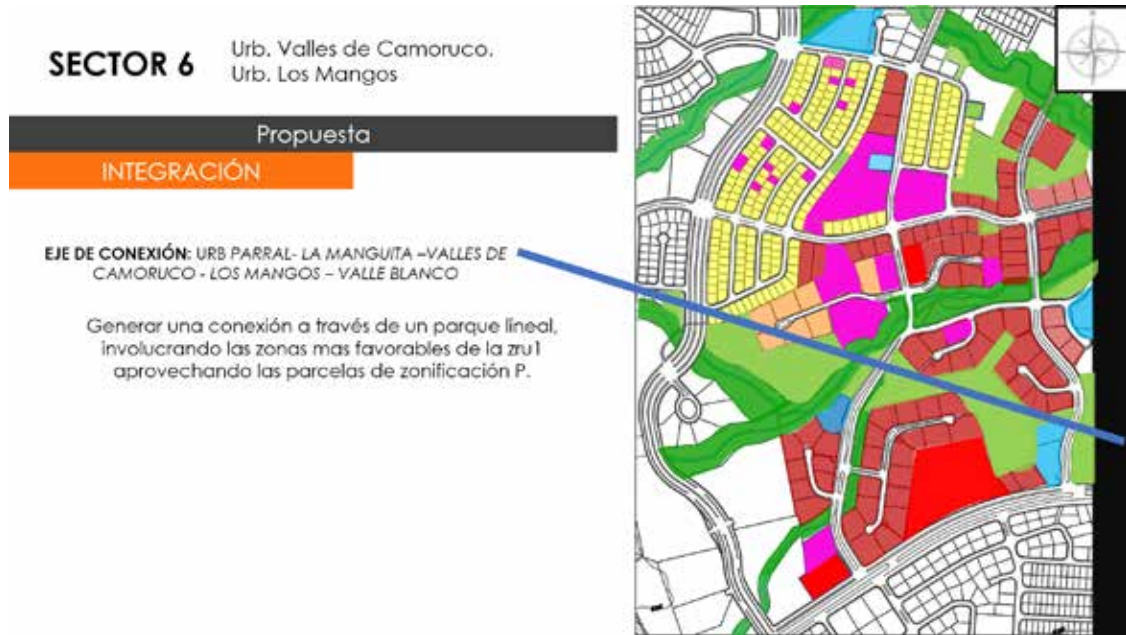 SECTOR 6
Urb. Valles de Camoruco.
Urb. Los Mangos
Propuesta
INTEGRACIÓN
EJE DE CONEXIÓN: URB PARRAL- LA MANGUITA –VALLES DE
CAMORUCO - LOS MANGOS – VALLE BLANCO
Generar una conexión a través de un parque lineal,
involucrando las zonas mas favorables de la zru1
aprovechando las parcelas de zonificación P.